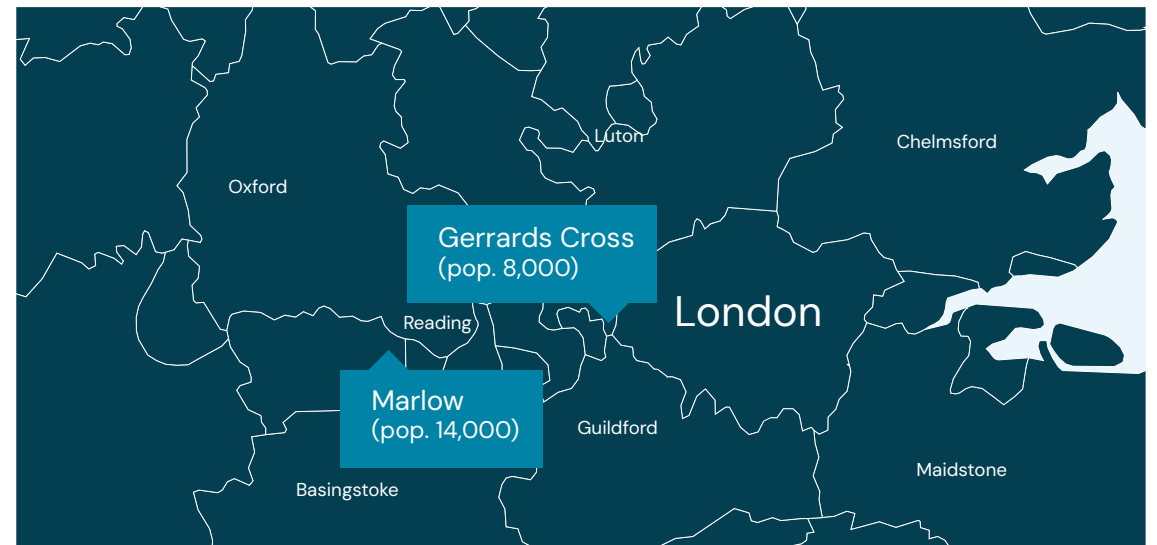 Luton
Chelmsford
Oxford
Gerrards Cross
(pop. 8,000)
London
Reading
Marlow
(pop. 14,000)
Guildford
Maidstone
Basingstoke